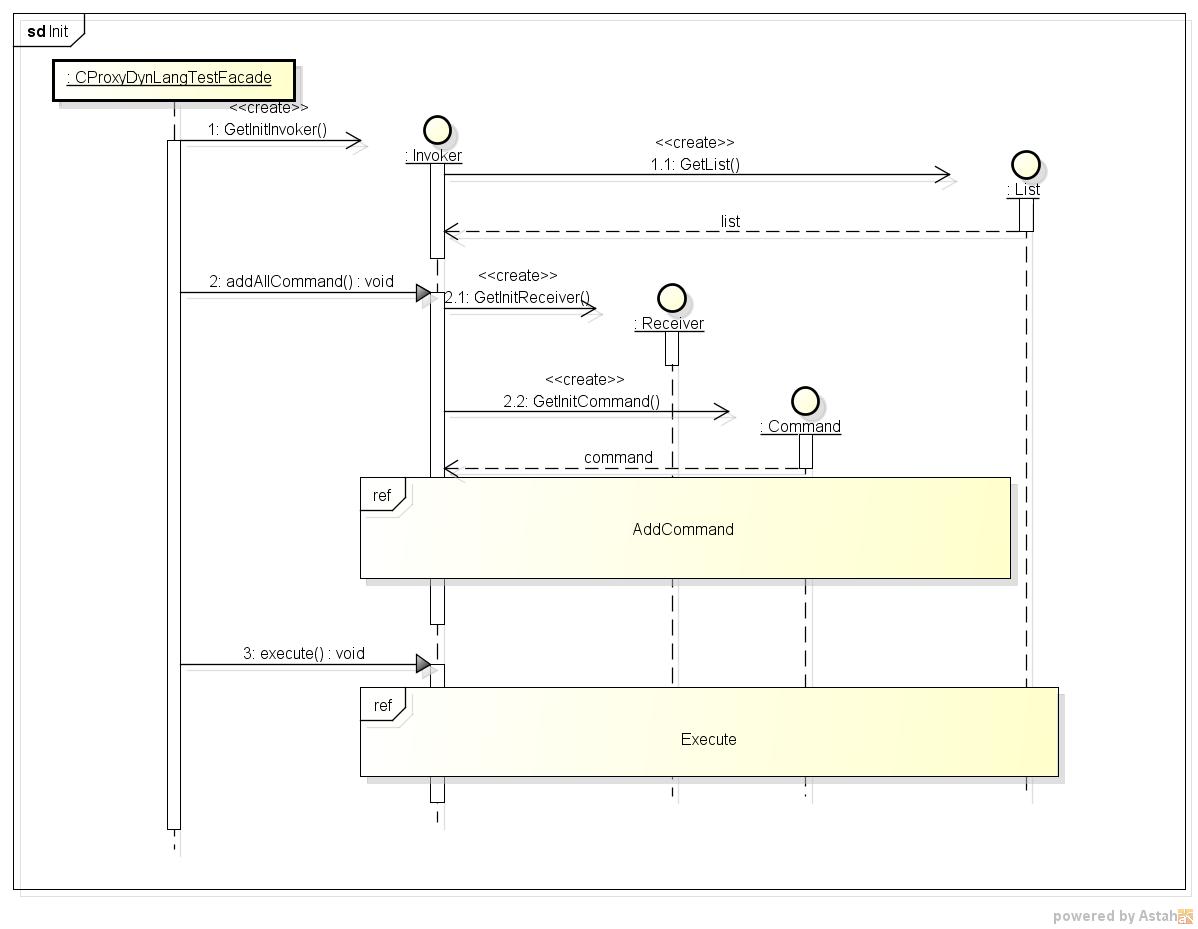 sd Init
: CProxyDynLangTestFacade
<<create>>
1: GetInitInvoker()
: Invoker
<<create>>
1.1: GetList()
: List
list
2: addAllCommand() : void
<<create>>
2.1: GetInitReceiver()
: Receiver
<<create>>
2.2: GetInitCommand()
: Command
command
ref
AddCommand
3: execute() : void
ref
Execute
powered by Astah